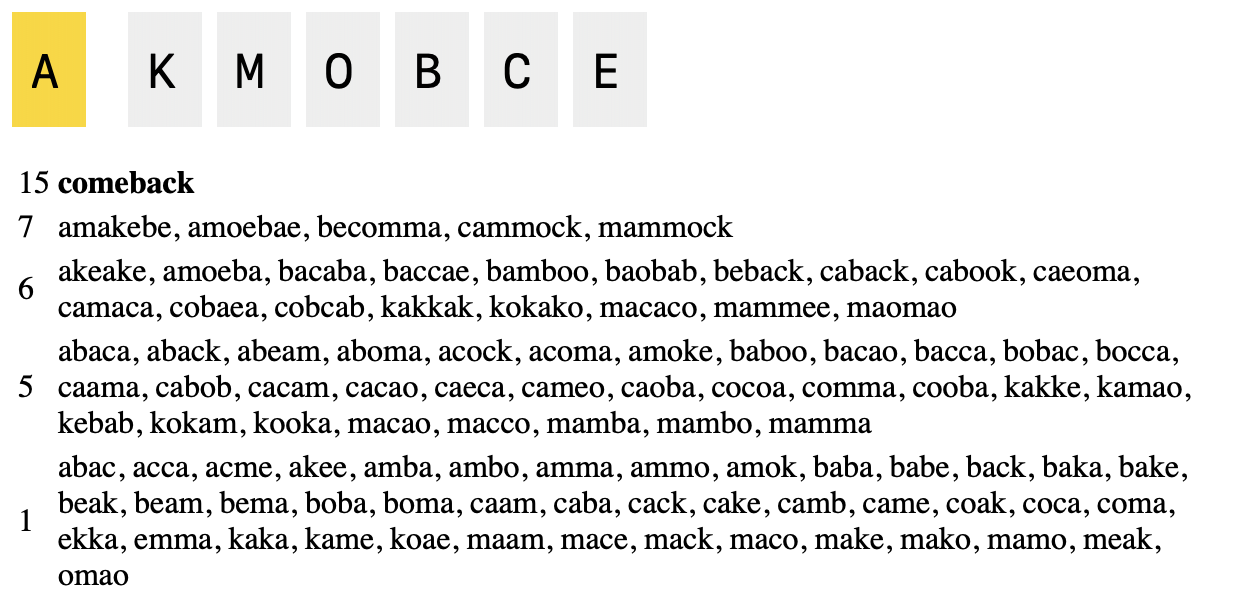 A K M O B C E
15 comeback
7 amakebe, amoebae, becomma, cammock, mammock
6 akeake, amoeba, bacaba, baccae, bamboo, baobab, beback, caback, cabook, caeoma,
camaca, cobaea, cobcab, kakkak, kokako, macaco, mammee, maomao
5 abaca, aback, abeam, aboma, acock, acoma, amoke, baboo, bacao, bacca, bobac, bocca,
caama, cabob, cacam, cacao, caeca, cameo, caoba, cocoa, comma, cooba, kakke, kamao,
kebab, kokam, kooka, macao, macco, mamba, mambo, mamma
1 abac, acca, acme, akee, amba, ambo, amma, ammo, amok, baba, babe, back, baka, bake,
beak, beam, bema, boba, boma, caam, caba, cack, cake, camb, came, coak, coca, coma,
ekka, emma, kaka, kame, koae, maam, mace, mack, maco, make, mako, mamo, meak,
omao